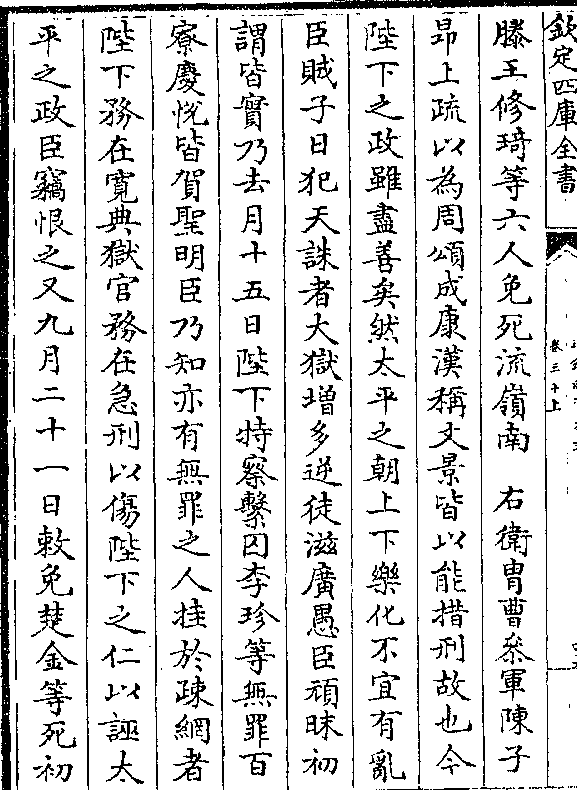 欽定四庫全書
卷三十上
滕王修琦等六人免死流嶺南　右衛胄曹叅軍陳子
昂上疏以為周頌成康漢稱文景皆以能措刑故也今
陛下之政雖盡善矣然太平之朝上下樂化不宜有亂
臣賊子日犯天誅者大獄增多逆徒滋廣愚臣頑昧初
謂皆實乃去月十五日陛下特察繫囚李珍等無罪百
寮慶悅皆賀聖明臣乃知亦有無罪之人挂於疎網者
陛下務在寛典獄官務在急刑以傷陛下之仁以誣太
平之政臣竊恨之又九月二十一日敕免楚金等死初